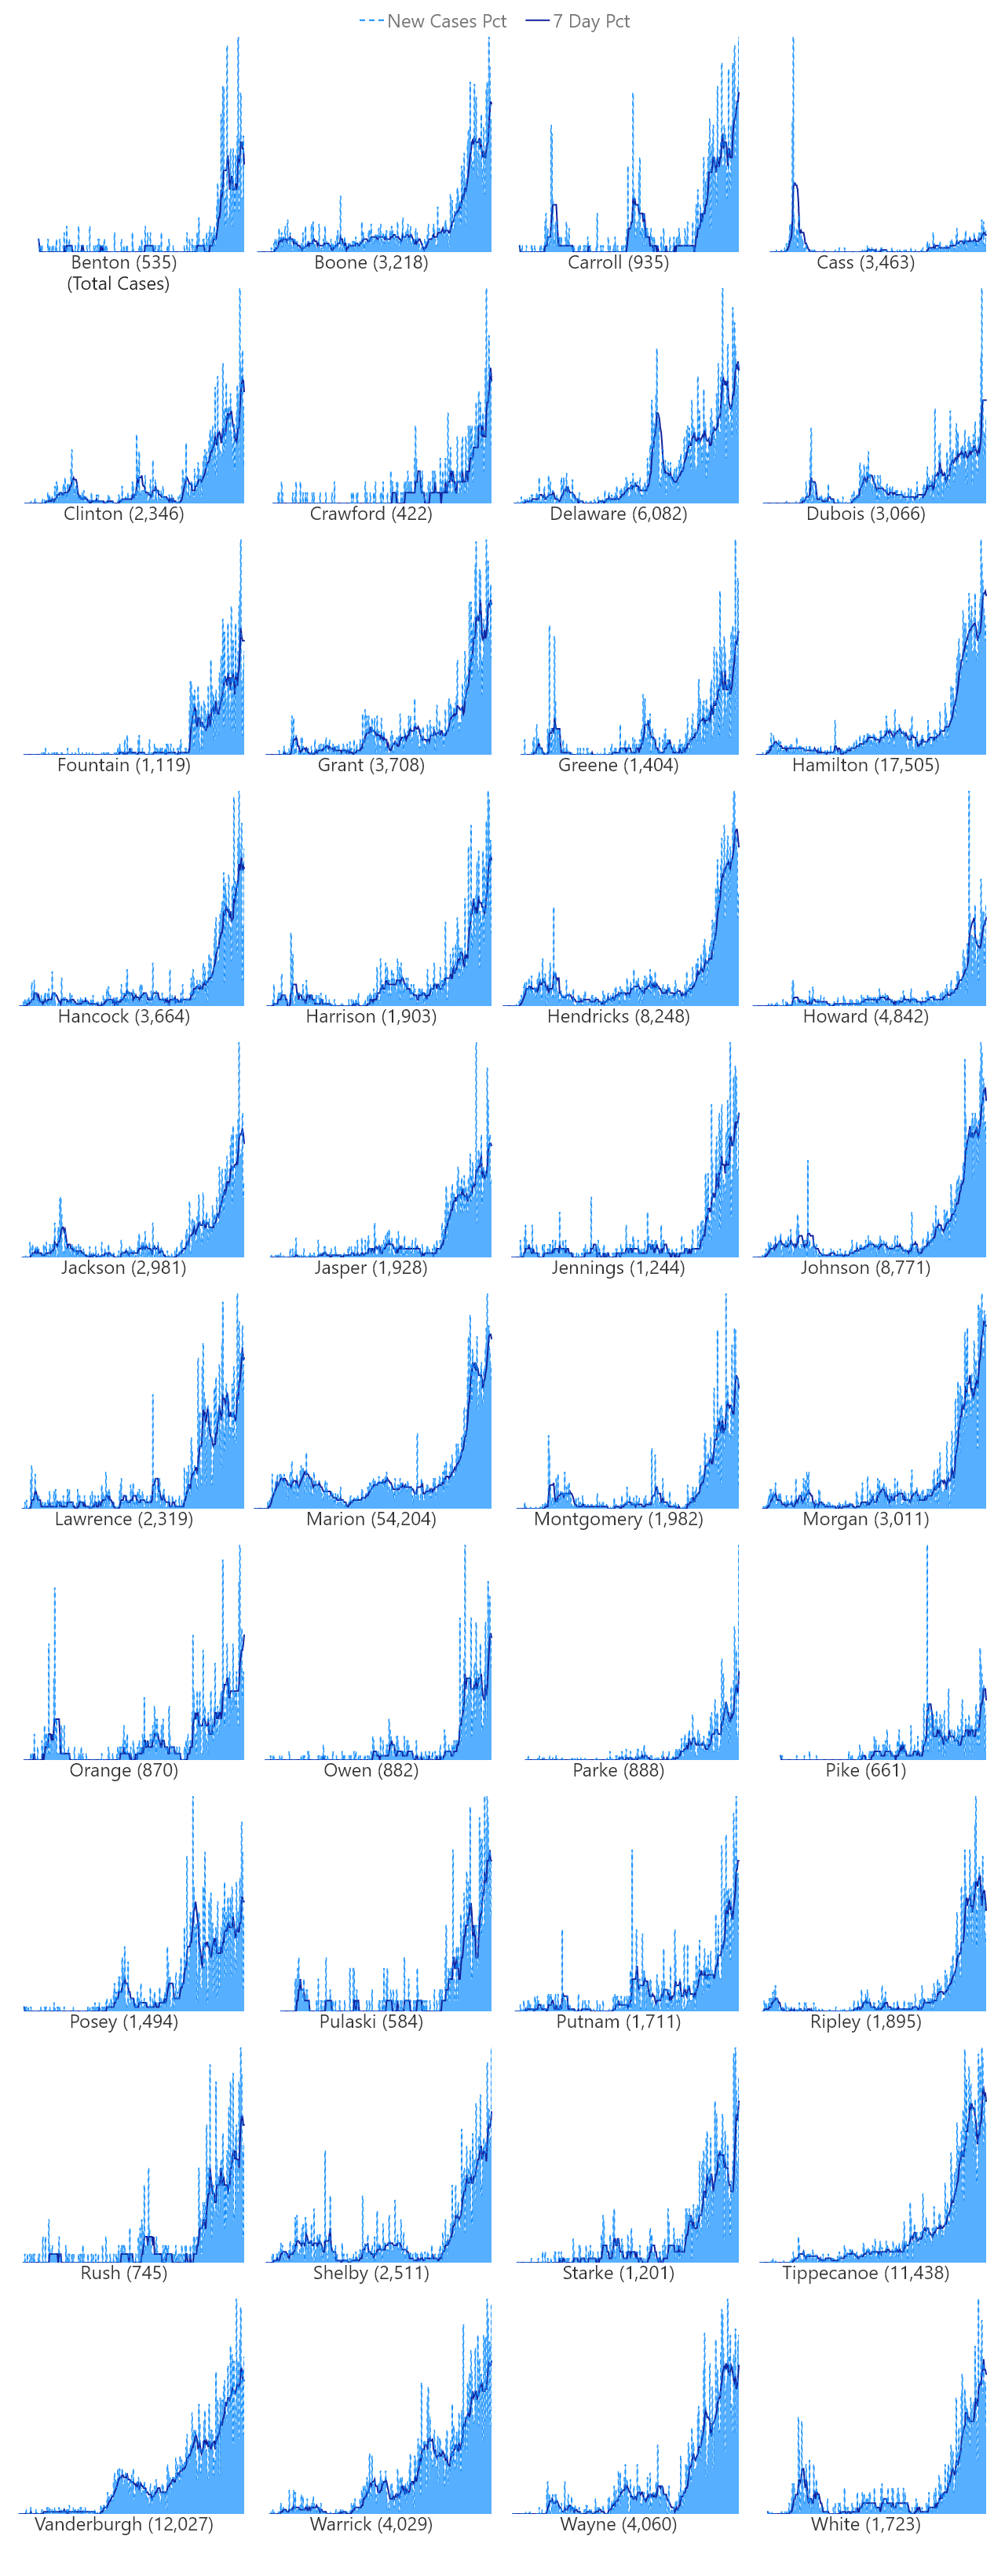 New Cases Pct 7 Day Pct
Benton (535) Boone (3,218) Carroll (935) Cass (3,463)
(Total Cases)
Clinton (2,346) Crawford (422) Delaware (6,082) Dubois (3,066)
Fountain (1,119) Grant (3,708) Greene (1,404) Hamilton (17,505)
Hancock (3,664) Harrison (1,903) Hendricks (8,248) Howard (4,842)
Jackson (2,981) Jasper (1,928) Jennings (1,244) Johnson (8,771)
Lawrence (2,319) Marion (54,204) Montgomery (1,982) Morgan (3,011)
Orange (870) Owen (882) Parke (888) Pike (661)
Posey (1,494) Pulaski (584) Putnam (1,711) Ripley (1,895)
Rush (745) Shelby (2,511) Starke (1,201) Tippecanoe (11,438)
Vanderburgh (12,027) Warrick (4,029) Wayne (4,060) White (1,723)